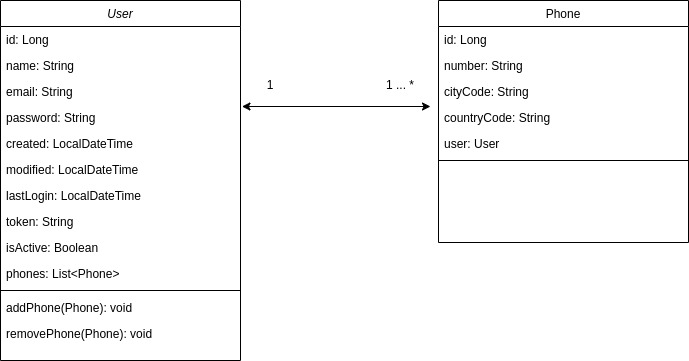 User
id: Long
name: String
email: String
password: String
created: LocalDateTime
modified: LocalDateTime
lastLogin: LocalDateTime
token: String
isActive: Boolean
phones: List<Phone>
addPhone(Phone): void
removePhone(Phone): void
1
1 ... *
Phone
id: Long
number: String
cityCode: String
countryCode: String
user: User